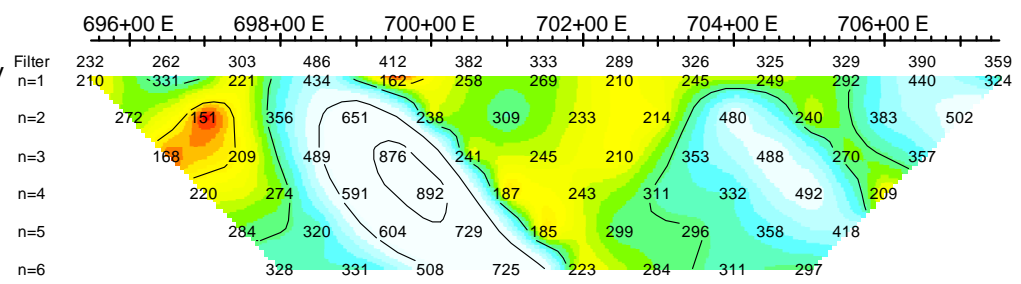 696+00 E 698+00 E 700+00 E 702+00 E 704+00 E 706+00 E
Filter 232 262 303 486 412 382 333 289 326 325 329 390 359
n=1 210 331 221 434 162 258 269 210 245 249 292 440 324
n=2 272 151 356 651 238 309 233 214 480 240 383 502
n=3 168 209 489 876 241 245 210 353 488 270 357
n=4 220 274 591 892 187 243 311 332 492 209
n=5 284 320 604 729 185 299 296 358 418
n=6 328 331 508 725 223 284 311 297